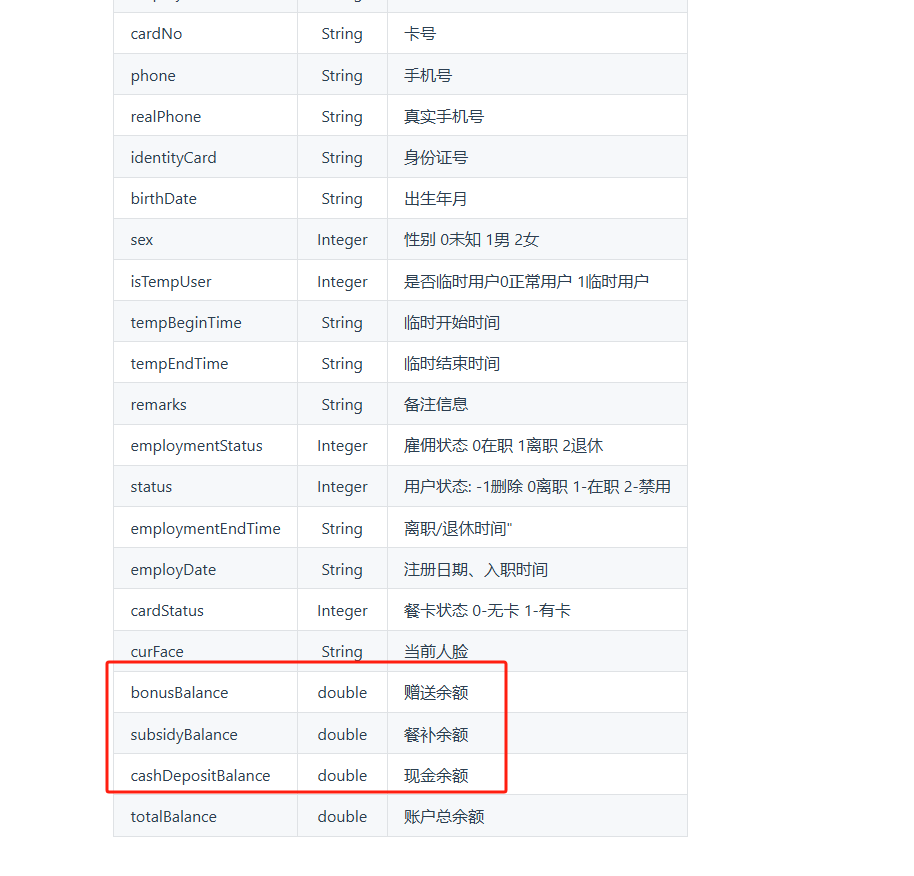 cardNo String 卡号
phone String 手机号
realPhone String 真实手机号
identityCard String 身份证号
birthDate String 出生年月
sex Integer 性别 0未知 1男 2女
isTempUser Integer 是否临时用户0正常用户 1临时用户
tempBeginTime String 临时开始时间
tempEndTime String 临时结束时间
remarks String 备注信息
employmentStatus Integer 雇佣状态 0在职 1离职 2退休
status Integer 用户状态: -1删除 0离职 1-在职 2-禁用
employmentEndTime String 离职/退休时间"
employDate String 注册日期、入职时间
cardStatus Integer 餐卡状态 0-无卡 1-有卡
curFace String 当前人脸
bonusBalance double 赠送余额
subsidyBalance double 餐补余额
cashDepositBalance double 现金余额
totalBalance double 账户总余额